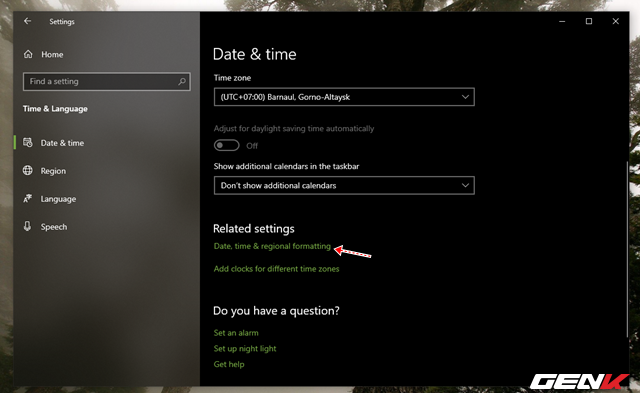 Settings
Home
Find a setting
Time & Language
Date & time
Region
Language
Speech
Date & time
Time zone
(UTC+07:00) Barnaul, Gorno-Altaysk
Adjust for daylight saving time automatically
Off
Show additional calendars in the taskbar
Don't show additional calendars
Related settings
Date, time & regional formatting
Add clocks for different time zones
Do you have a question?
Set an alarm
Set up night light
Get help
GENK